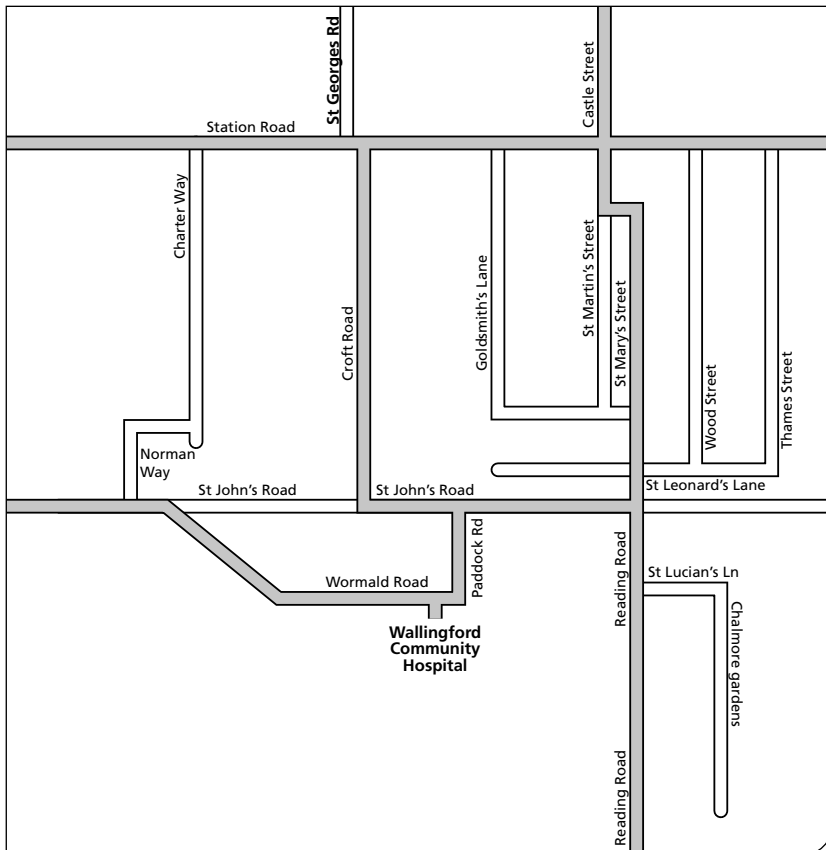 St Georges Rd
Castle Street
Station Road
Charter Way
Croft Road
Goldsmith's Lane
St Martin's Street
St Mary's Street
Wood Street
Thames Street
Norman
Way
St John's Road
St John's Road
St Leonard's Lane
Paddock Rd
Reading Road
St Lucian's Ln
Wormald Road
Chalmore gardens
Wallingford
Community
Hospital
Reading Road